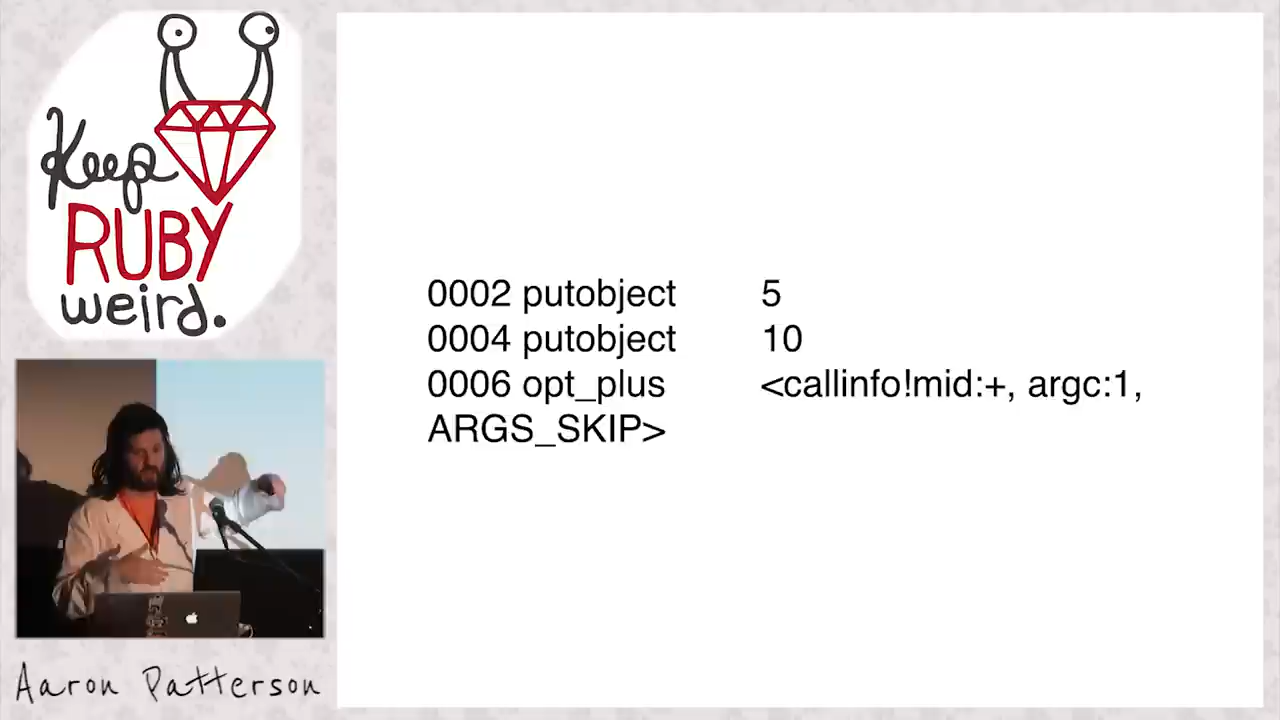 Keep
RUBY
weird.
0002 putobject 5
0004 putobject 10
0006 opt_plus <callinfo!mid:+, argc:1,
ARGS_SKIP>
Aaron Patterson